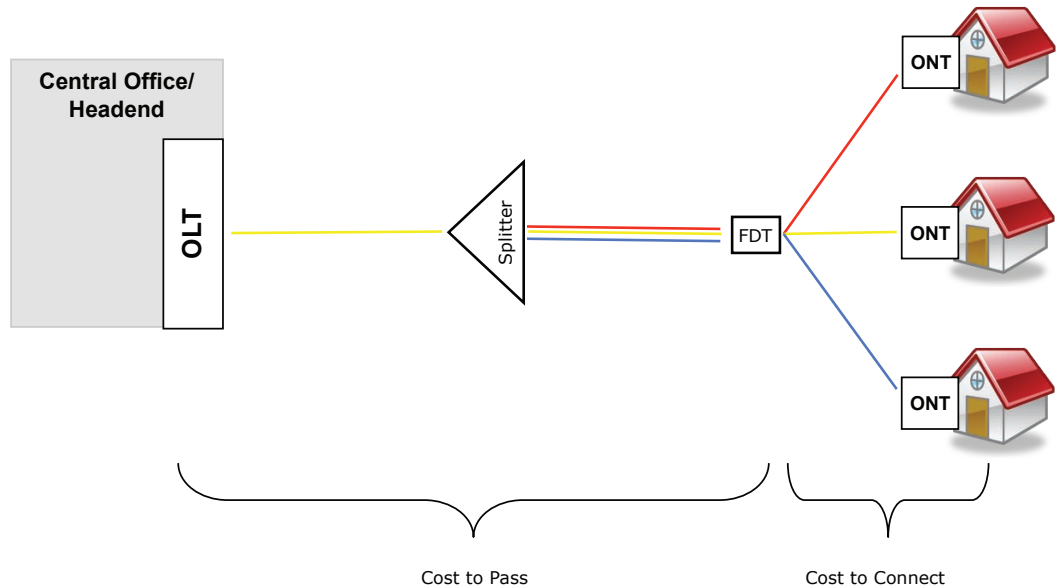 Central Office/
Headend
OLT
Splitter
FDT
ONT
ONT
ONT
Cost to Pass
Cost to Connect